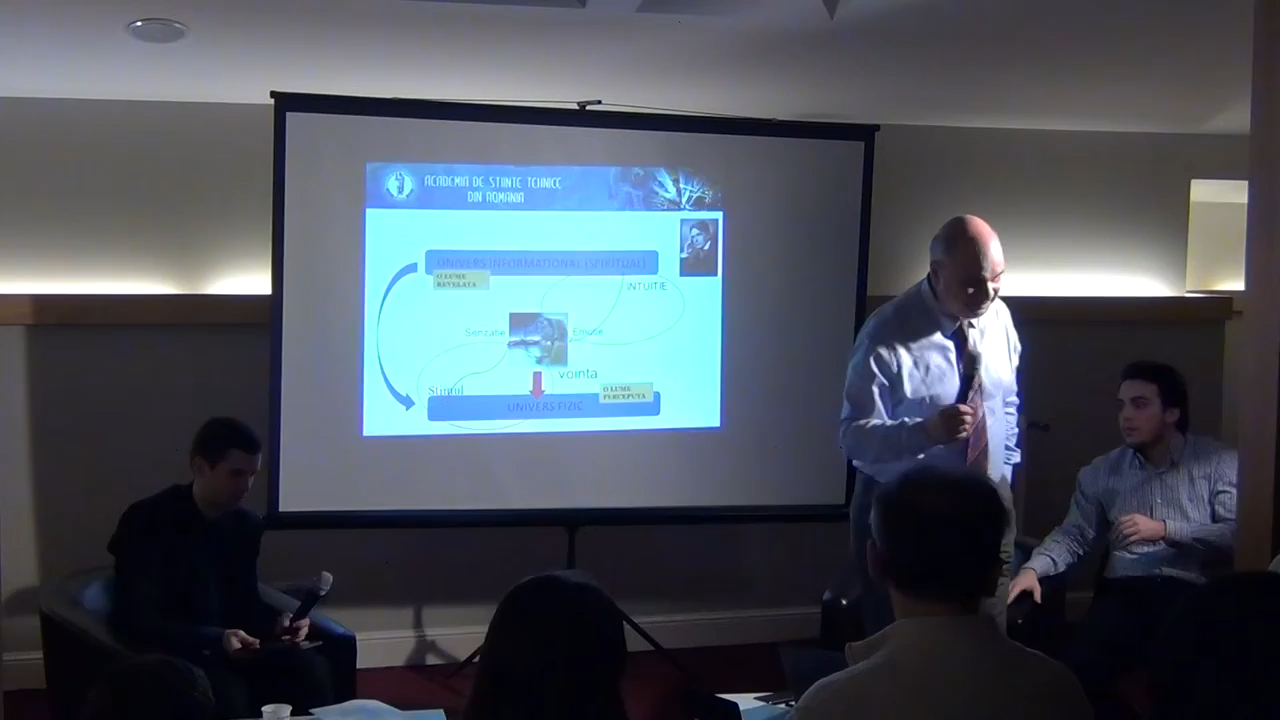 ACADEMIA DE STIINTE TEHNICE
DIN ROMANIA
UNIVERS INFORMATIONAL (SPIRITUAL)
O LUME
REVELATA
INTUITIE
Senzatie
Emotie
vointa
Stimul
O LUME
PERCEPUTA
UNIVERS FIZIC